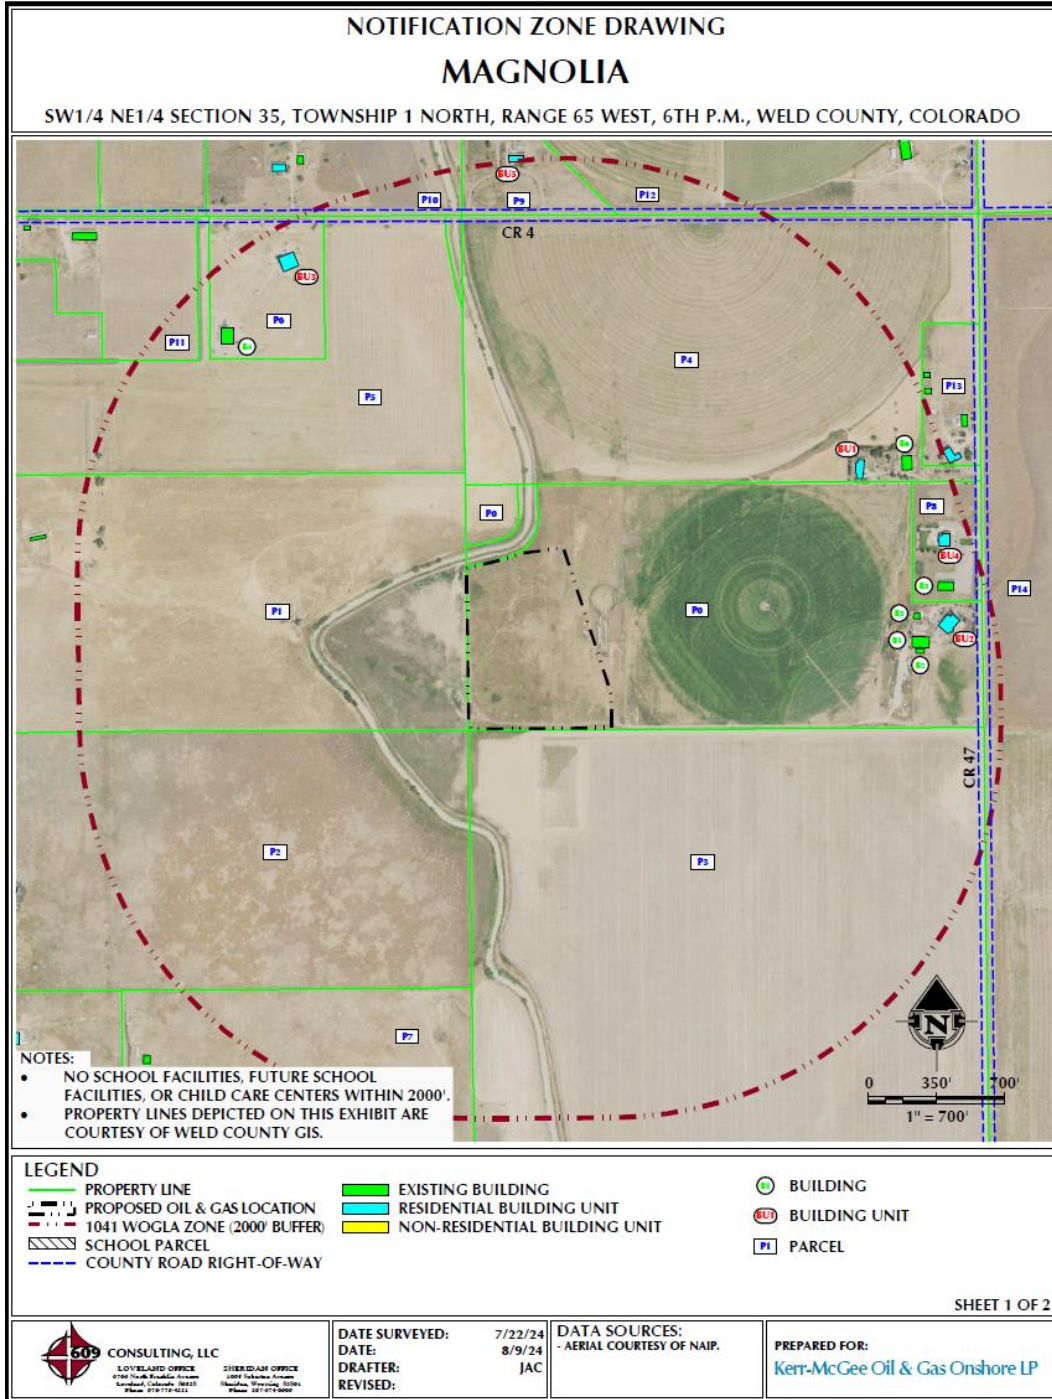 NOTIFICATION ZONE DRAWING
MAGNOLIA
SW1/4 NE1/4 SECTION 35, TOWNSHIP 1 NORTH, RANGE 65 WEST, 6TH P.M., WELD COUNTY, COLORADO
BU5
P10
P9
P12
CR 4
BU3
P6
P11
P4
P5
P13
BU1
P0
P8
BU4
P1
P0
P14
BU2
CR 47
P2
P3
P7
N
NOTES:
• NO SCHOOL FACILITIES, FUTURE SCHOOL
FACILITIES, OR CHILD CARE CENTERS WITHIN 2000'.
• PROPERTY LINES DEPICTED ON THIS EXHIBIT ARE
COURTESY OF WELD COUNTY GIS.
0 350' 700'
1" = 700'
LEGEND
PROPERTY LINE
PROPOSED OIL & GAS LOCATION
1041 WOGLA ZONE (2000' BUFFER)
SCHOOL PARCEL
COUNTY ROAD RIGHT-OF-WAY
EXISTING BUILDING
RESIDENTIAL BUILDING UNIT
NON-RESIDENTIAL BUILDING UNIT
B1 BUILDING
BU1 BUILDING UNIT
P1 PARCEL
SHEET 1 OF 2
609 CONSULTING, LLC
LOVELAND OFFICE
Loveland, Colorado
SHERIDAN OFFICE
Sheridan, Wyoming
DATE SURVEYED: 7/22/24
DATE: 8/9/24
DRAFTER: JAC
REVISED:
DATA SOURCES:
- AERIAL COURTESY OF NAIP.
PREPARED FOR:
Kerr-McGee Oil & Gas Onshore LP